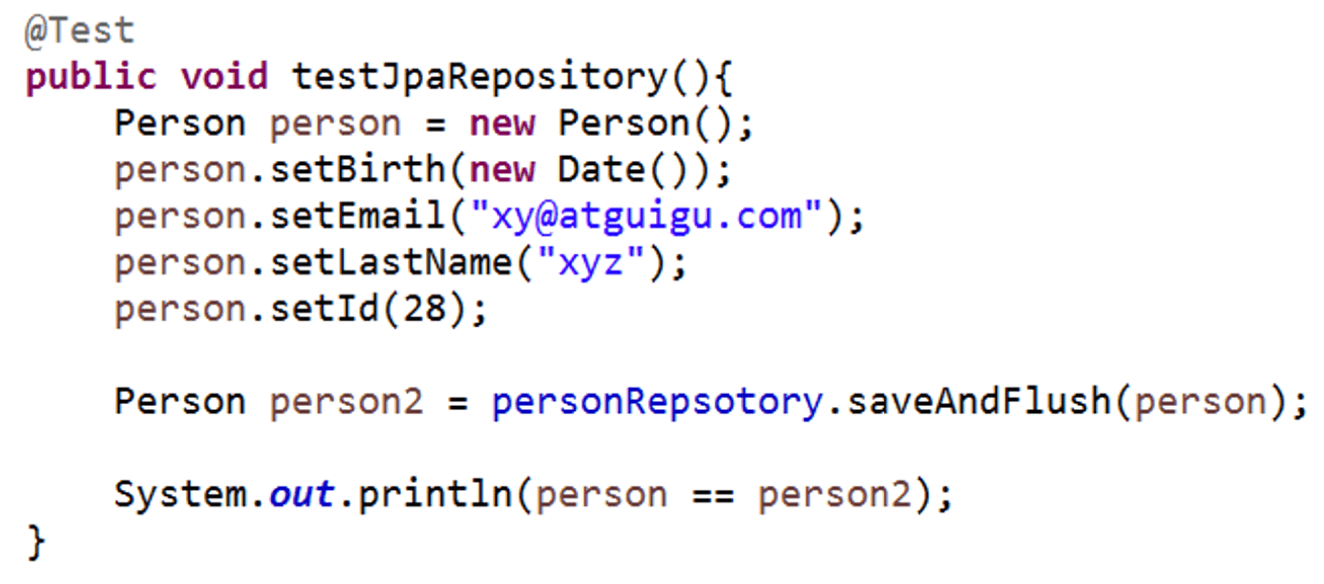 @Test
public void testJpaRepository(){
    Person person = new Person();
    person.setBirth(new Date());
    person.setEmail("xy@atguigu.com");
    person.setLastName("xyz");
    person.setId(28);

    Person person2 = personRepsotory.saveAndFlush(person);

    System.out.println(person == person2);
}